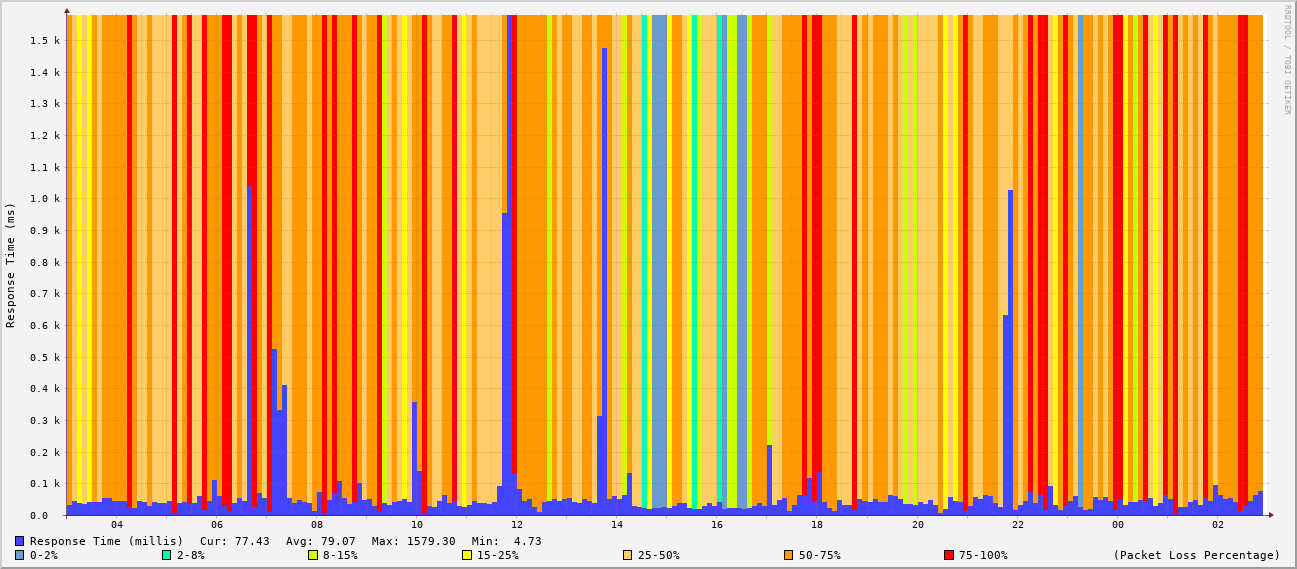 RRDTOOL / TOBI OETIKER
Response Time (ms)
1.5 k
1.4 k
1.3 k
1.2 k
1.1 k
1.0 k
0.9 k
0.8 k
0.7 k
0.6 k
0.5 k
0.4 k
0.3 k
0.2 k
0.1 k
0.0
04 06 08 10 12 14 16 18 20 22 00 02
Response Time (millis) Cur: 77.43 Avg: 79.07 Max: 1579.30 Min: 4.73
0-2% 2-8% 8-15% 15-25% 25-50% 50-75% 75-100% (Packet Loss Percentage)